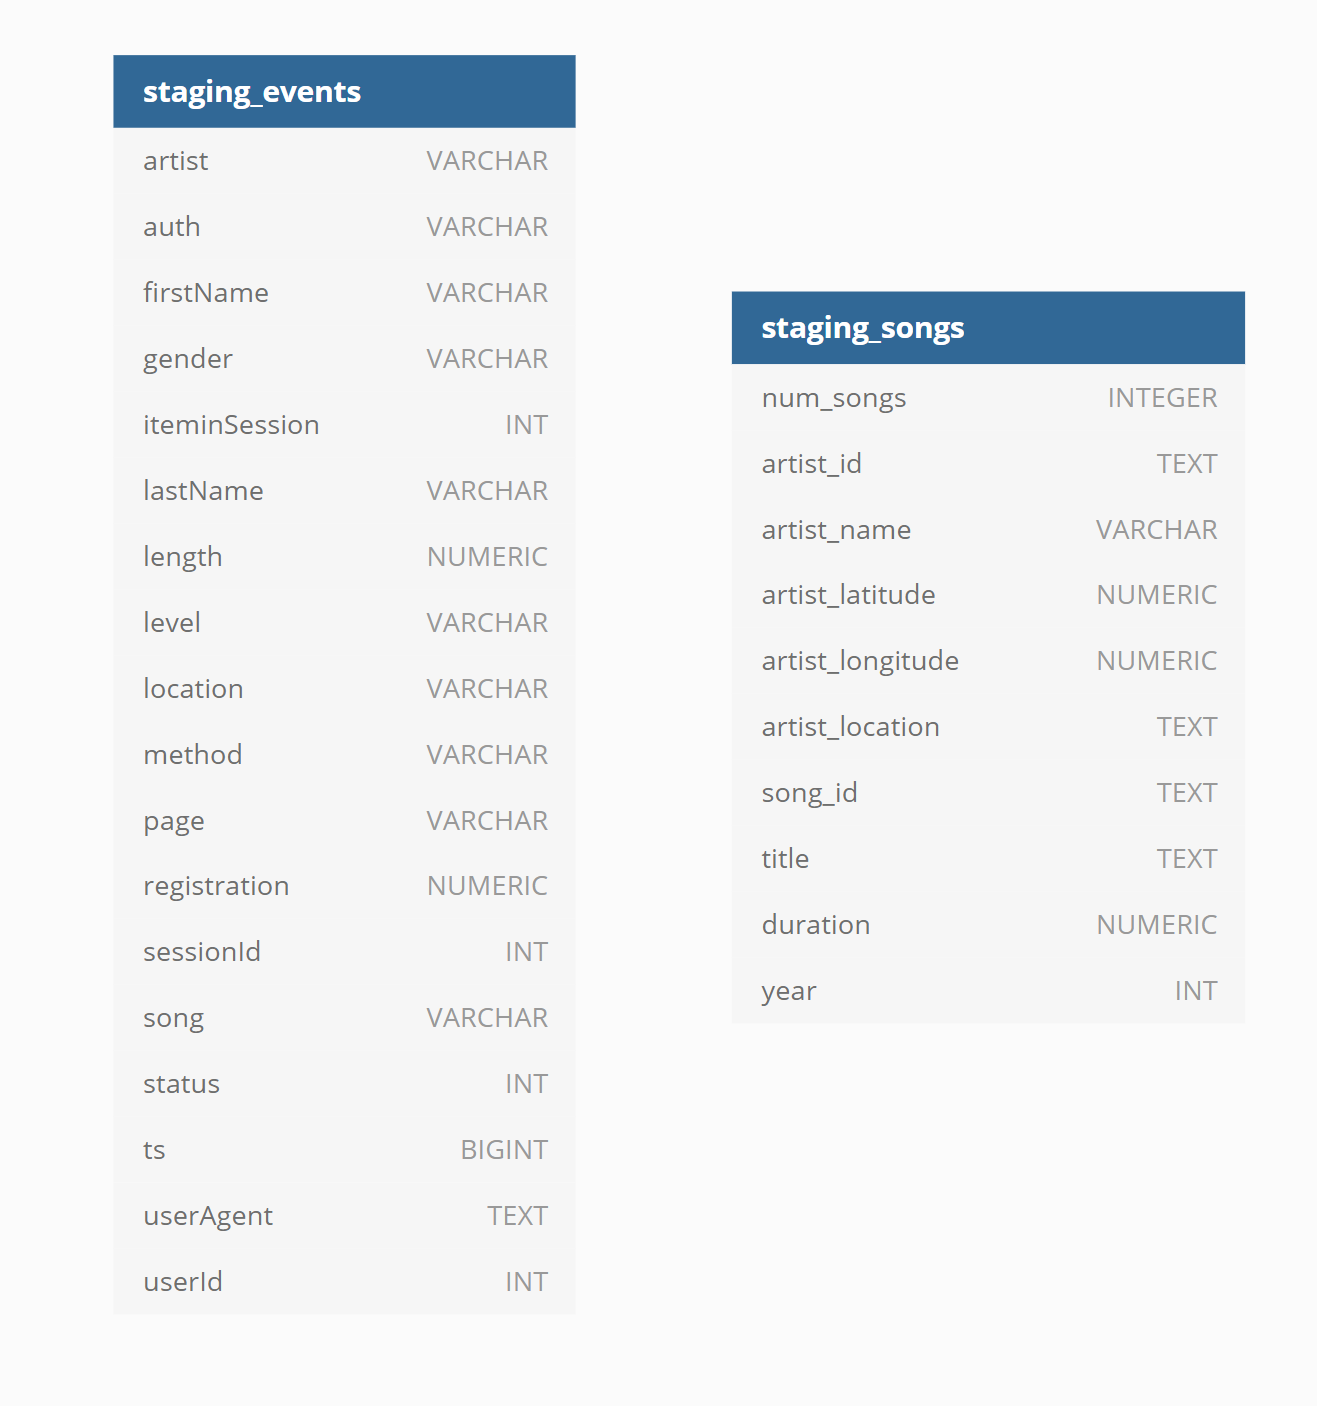 staging_events
artist VARCHAR
auth VARCHAR
firstName VARCHAR
gender VARCHAR
iteminSession INT
lastName VARCHAR
length NUMERIC
level VARCHAR
location VARCHAR
method VARCHAR
page VARCHAR
registration NUMERIC
sessionId INT
song VARCHAR
status INT
ts BIGINT
userAgent TEXT
userId INT
staging_songs
num_songs INTEGER
artist_id TEXT
artist_name VARCHAR
artist_latitude NUMERIC
artist_longitude NUMERIC
artist_location TEXT
song_id TEXT
title TEXT
duration NUMERIC
year INT